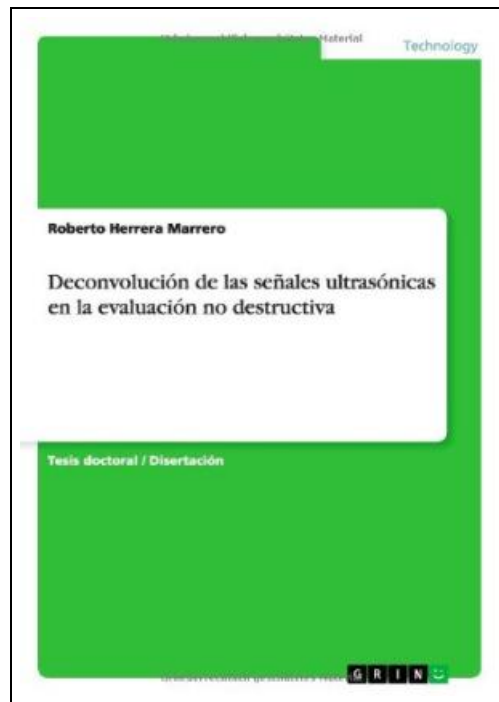 Technology
Roberto Herrera Marrero
Deconvolución de las señales ultrasónicas
en la evaluación no destructiva
Tesis doctoral / Disertación
GRIN